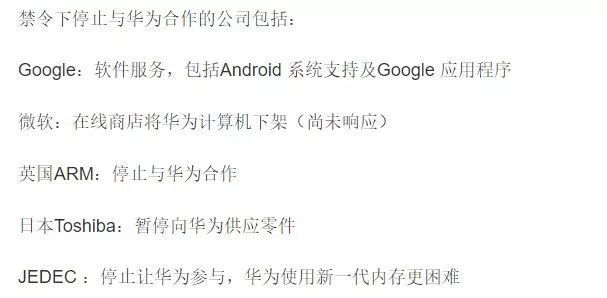 禁令下停止与华为合作的公司包括：
Google：软件服务，包括Android 系统支持及Google 应用程序
微软：在线商店将华为计算机下架（尚未响应）
英国ARM：停止与华为合作
日本Toshiba：暂停向华为供应零件
JEDEC ：停止让华为参与，华为使用新一代内存更困难